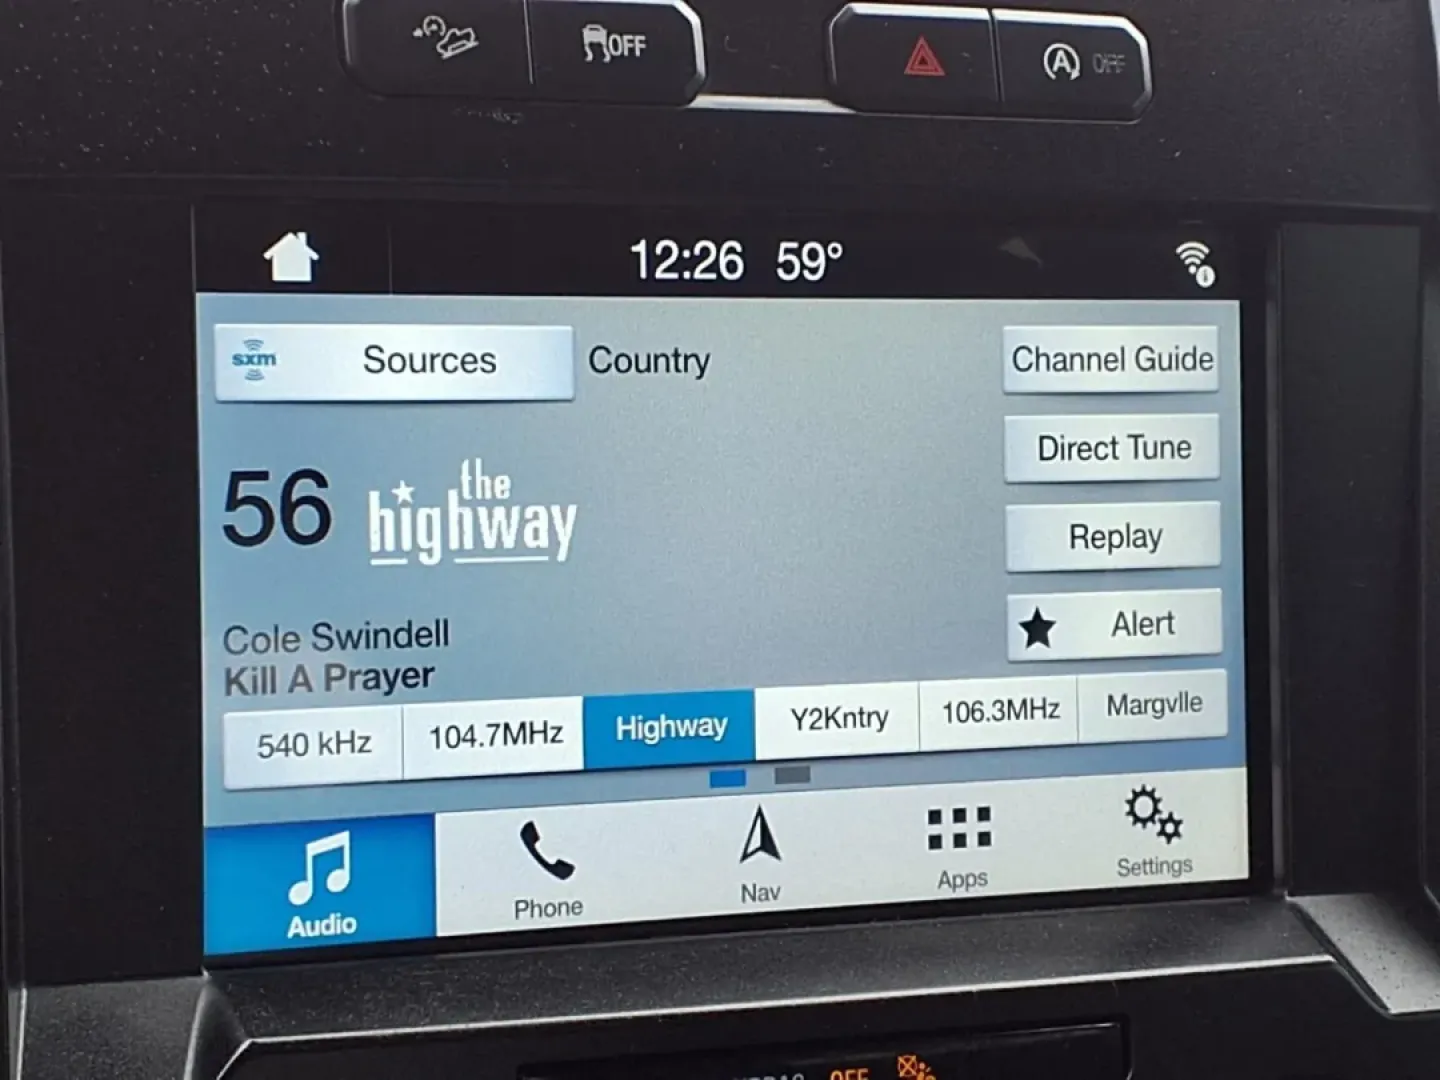 OFF
A OFF
12:26 59°
sxm Sources Country
Channel Guide
Direct Tune
56 the highway
Replay
Alert
Cole Swindell
Kill A Prayer
540 kHz 104.7MHz Highway Y2Kntry 106.3MHz Margvlle
Audio Phone Nav Apps Settings
OFF